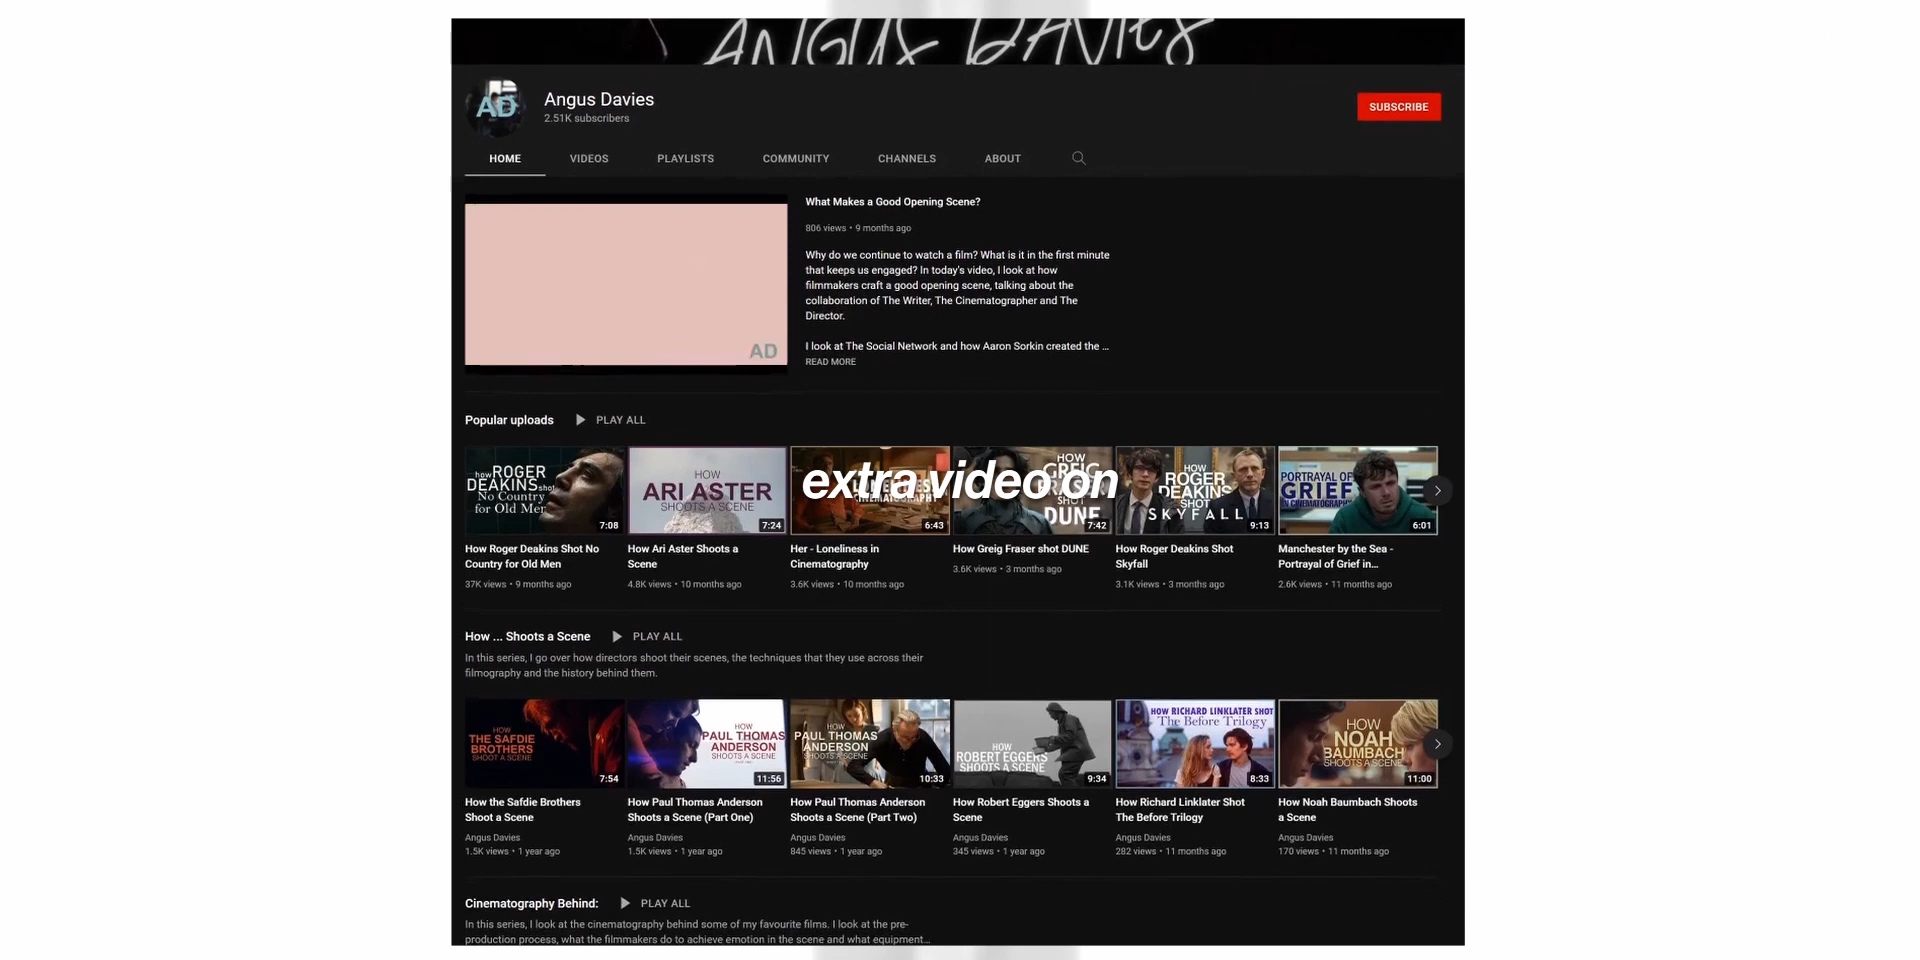 ANGUS DAVIES
AD
Angus Davies
2.51K subscribers
SUBSCRIBE
HOME VIDEOS PLAYLISTS COMMUNITY CHANNELS ABOUT
What Makes a Good Opening Scene?
806 views • 9 months ago
Why do we continue to watch a film? What is it in the first minute
that keeps us engaged? In today's video, I look at how
filmmakers craft a good opening scene, talking about the
collaboration of The Writer, The Cinematographer and The
Director.
I look at The Social Network and how Aaron Sorkin created the ...
READ MORE
AD
Popular uploads PLAY ALL
how ROGER
DEAKINS shot
No Country
for Old Men
7:08
HOW
ARI ASTER
SHOOTS A SCENE
7:24
LONELINESS
CINEMATOGRAPHY
6:43
HOW
GREIG
FRASER
SHOT
DUNE
7:42
HOW
ROGER
DEAKINS
SHOT
SKYFALL
9:13
PORTRAYAL OF
GRIEF
IN CINEMATOGRAPHY
6:01
extra video on
How Roger Deakins Shot No
Country for Old Men
37K views • 9 months ago
How Ari Aster Shoots a
Scene
4.8K views • 10 months ago
Her - Loneliness in
Cinematography
3.6K views • 10 months ago
How Greig Fraser shot DUNE
3.6K views • 3 months ago
How Roger Deakins Shot
Skyfall
3.1K views • 3 months ago
Manchester by the Sea -
Portrayal of Grief in...
2.6K views • 11 months ago
How ... Shoots a Scene PLAY ALL
In this series, I go over how directors shoot their scenes, the techniques that they use across their
filmography and the history behind them.
HOW
THE SAFDIE
BROTHERS
SHOOT A SCENE
7:54
HOW
PAUL THOMAS
ANDERSON
SHOOTS A SCENE
11:56
HOW
PAUL THOMAS
ANDERSON
SHOOTS A SCENE
10:33
HOW
ROBERT EGGERS
SHOOTS A SCENE
9:34
HOW RICHARD LINKLATER SHOT
The Before Trilogy
8:33
HOW
NOAH
BAUMBACH
SHOOTS A SCENE
11:00
How the Safdie Brothers
Shoot a Scene
Angus Davies
1.5K views • 1 year ago
How Paul Thomas Anderson
Shoots a Scene (Part One)
Angus Davies
1.5K views • 1 year ago
How Paul Thomas Anderson
Shoots a Scene (Part Two)
Angus Davies
845 views • 1 year ago
How Robert Eggers Shoots a
Scene
Angus Davies
345 views • 1 year ago
How Richard Linklater Shot
The Before Trilogy
Angus Davies
282 views • 11 months ago
How Noah Baumbach Shoots
a Scene
Angus Davies
170 views • 11 months ago
Cinematography Behind: PLAY ALL
In this series, I look at the cinematography behind some of my favourite films. I look at the pre-
production process, what the filmmakers do to achieve emotion in the scene and what equipment...